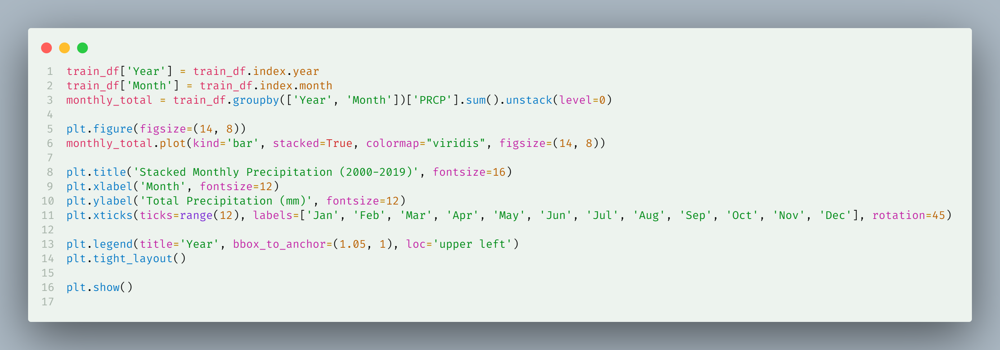 1 train_df['Year'] = train_df.index.year
2 train_df['Month'] = train_df.index.month
3 monthly_total = train_df.groupby(['Year', 'Month'])['PRCP'].sum().unstack(level=0)
4
5 plt.figure(figsize=(14, 8))
6 monthly_total.plot(kind='bar', stacked=True, colormap="viridis", figsize=(14, 8))
7
8 plt.title('Stacked Monthly Precipitation (2000-2019)', fontsize=16)
9 plt.xlabel('Month', fontsize=12)
10 plt.ylabel('Total Precipitation (mm)', fontsize=12)
11 plt.xticks(ticks=range(12), labels=['Jan', 'Feb', 'Mar', 'Apr', 'May', 'Jun', 'Jul', 'Aug', 'Sep', 'Oct', 'Nov', 'Dec'], rotation=45)
12
13 plt.legend(title='Year', bbox_to_anchor=(1.05, 1), loc='upper left')
14 plt.tight_layout()
15
16 plt.show()
17